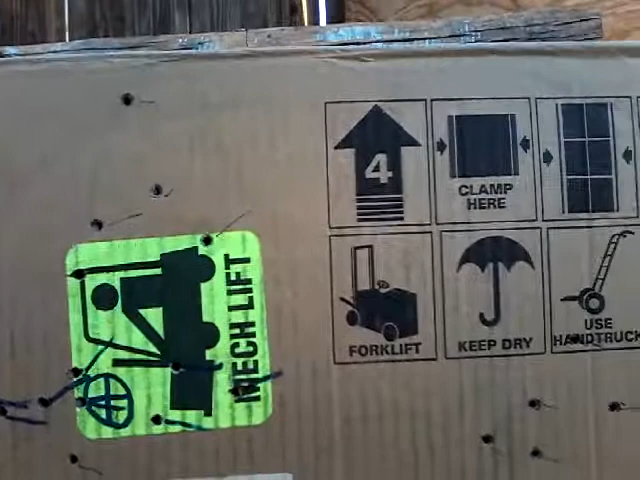 4
CLAMP
HERE
FORKLIFT
KEEP DRY
USE
HANDTRUCK
MECH LIFT